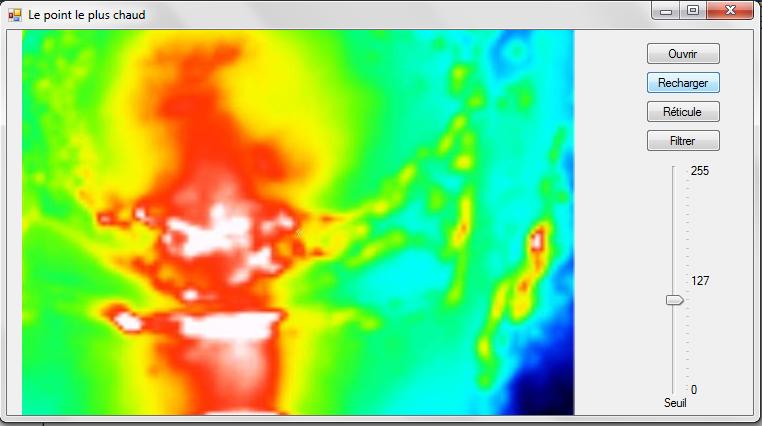 Le point le plus chaud
Ouvrir
Recharger
Réticule
Filtrer
255
127
0
Seuil